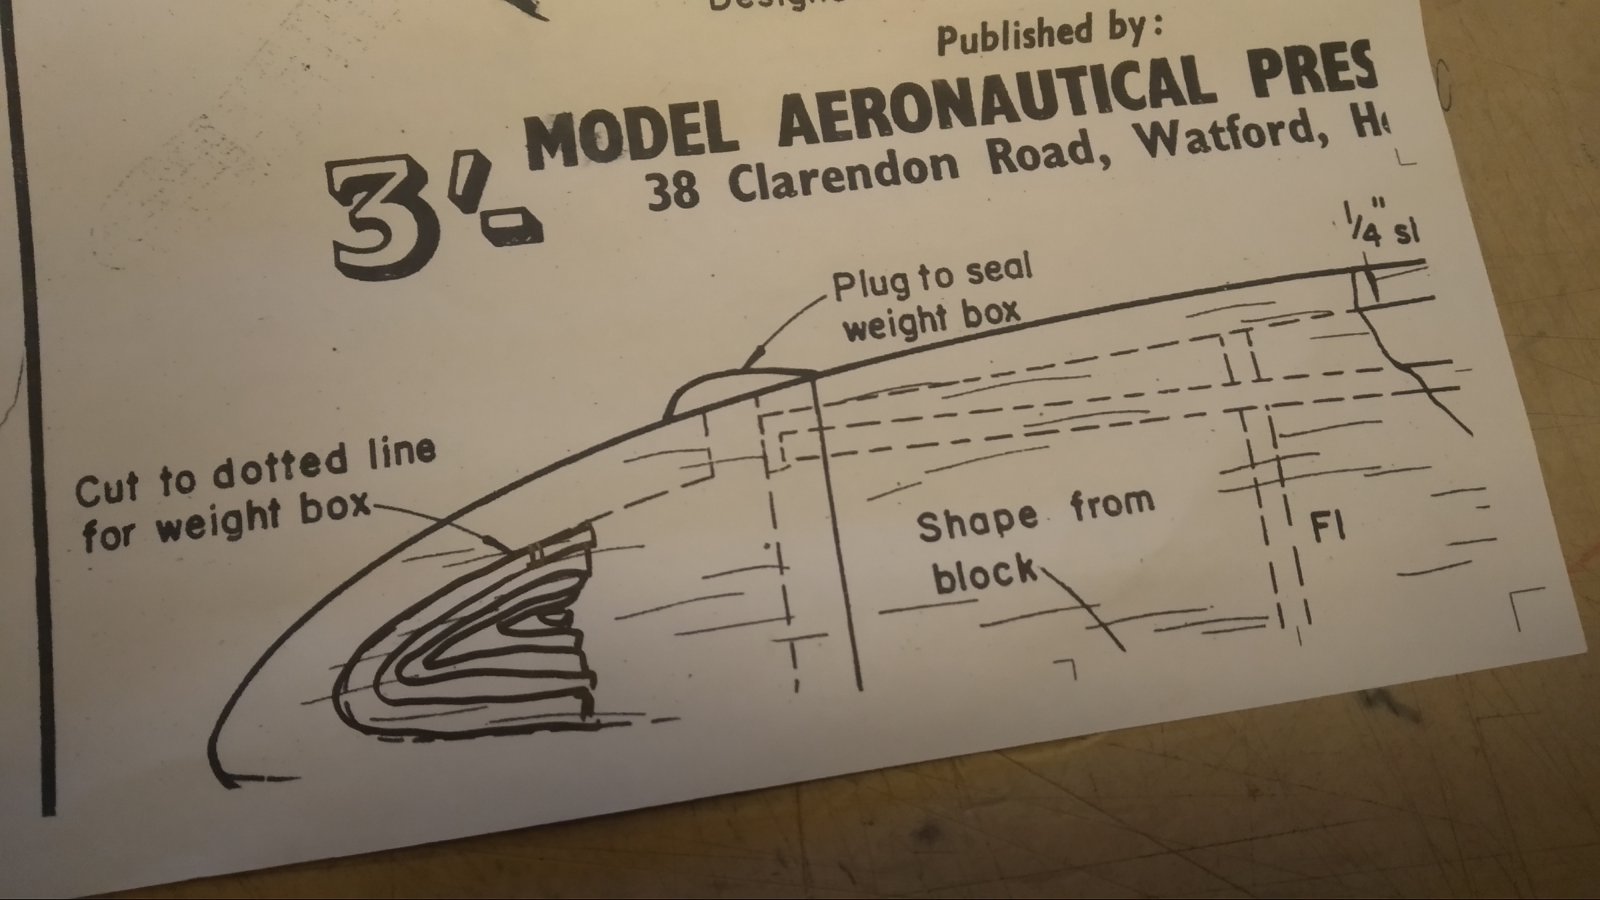 Published by:
3/-
MODEL AERONAUTICAL PRES
38 Clarendon Road, Watford,
1/4" sl
Plug to seal
weight box
Cut to dotted line
for weight box
Shape from
block
F1